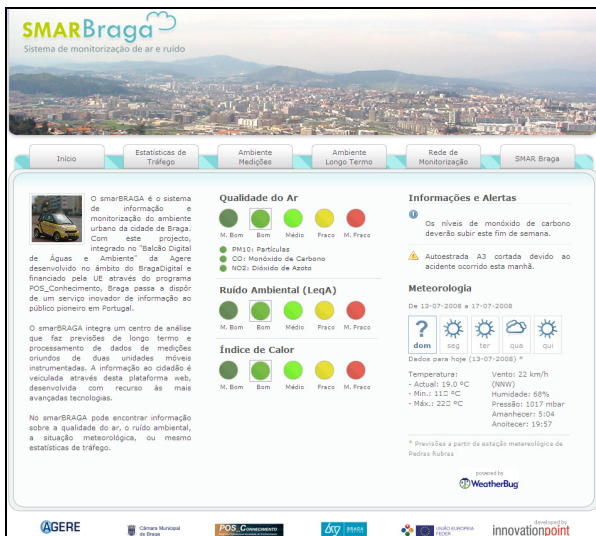 SMARBraga
Sistema de monitorização de ar e ruído
Início
Estatísticas de
Tráfego
Ambiente
Medições
Ambiente
Longo Termo
Rede de
Monitorização
SMAR Braga
O smarBRAGA é o sistema
de informação e
monitorização do ambiente
urbano da cidade de Braga.
Com este projecto,
integrado no "Balcão Digital
de Águas e Ambiente" da Agere
desenvolvido no âmbito do BragaDigital e
financiado pela UE através do programa
POS_Conhecimento, Braga passa a dispôr
de um serviço inovador de informação ao
público pioneiro em Portugal.
O smarBRAGA integra um centro de análise
que faz previsões de longo termo e
processamento de dados de medições
oriundos de duas unidades móveis
instrumentadas. A informação ao cidadão é
veiculada através desta plataforma web,
desenvolvida com recurso às mais
avançadas tecnologias.
No smarBRAGA pode encontrar informação
sobre a qualidade do ar, o ruído ambiental,
a situação meteorológica, ou mesmo
estatísticas de tráfego.
Qualidade do Ar
M. Bom Bom Médio Fraco M. Fraco
PM10: Partículas
CO: Monóxido de Carbono
NO2: Dióxido de Azoto
Ruído Ambiental (LeqA)
M. Bom Bom Médio Fraco M. Fraco
Índice de Calor
M. Bom Bom Médio Fraco M. Fraco
Informações e Alertas
Os níveis de monóxido de carbono
deverão subir este fim de semana.
Autoestrada A3 cortada devido ao
acidente ocorrido esta manhã.
Meteorologia
De 13-07-2008 a 17-07-2008
?
dom seg ter qua qui
Dados para hoje (13-07-2008) *
Temperatura:
- Actual: 19.0 ºC
- Min.: 11 ºC
- Máx.: 22 ºC
Vento: 22 km/h
(NNW)
Humidade: 68%
Pressão: 1017 mbar
Amanhecer: 5:04
Anoitecer: 19:57
* Previsões a partir da estação metereológica de
Pedras Rubras
powered by
WeatherBug
AGERE
Câmara Municipal
de Braga
POS_Conhecimento
BRAGA
UNIÃO EUROPEIA
FEDER
developed by
innovationpoint